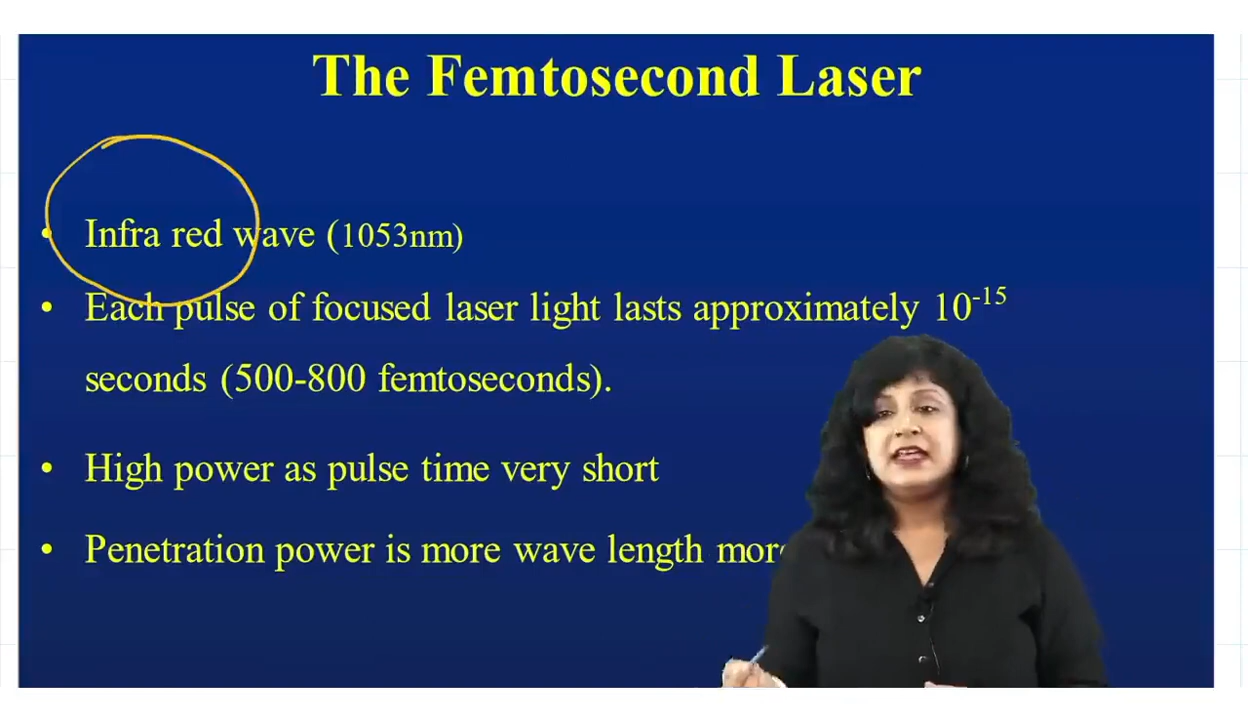 The Femtosecond Laser
• Infra red wave (1053nm)
• Each pulse of focused laser light lasts approximately 10⁻¹⁵
seconds (500-800 femtoseconds).
• High power as pulse time very short
• Penetration power is more wave length more